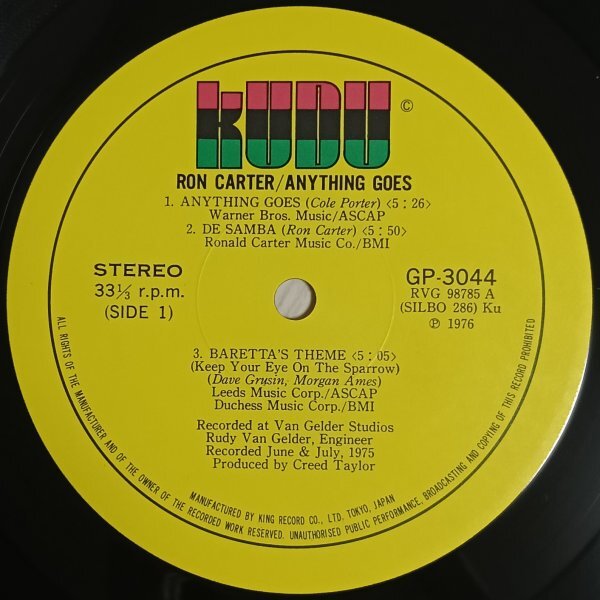 KUDU ©
RON CARTER/ANYTHING GOES
1. ANYTHING GOES (Cole Porter) <5:26>
Warner Bros. Music/ASCAP
2. DE SAMBA (Ron Carter) <5:50>
Ronald Carter Music Co./BMI
STEREO
33⅓ r.p.m.
(SIDE 1)
GP-3044
RVG 98785 A
(SILBO 286) Ku
℗ 1976
3. BARETTA'S THEME <5:05>
(Keep Your Eye On The Sparrow)
(Dave Grusin, Morgan Ames)
Leeds Music Corp./ASCAP
Duchess Music Corp./BMI
Recorded at Van Gelder Studios
Rudy Van Gelder, Engineer
Recorded June & July, 1975
Produced by Creed Taylor
MANUFACTURED BY KING RECORD CO., LTD. TOKYO, JAPAN
ALL RIGHTS OF THE MANUFACTURER AND OF THE OWNER OF THE RECORDED WORK RESERVED. UNAUTHORISED PUBLIC PERFORMANCE, BROADCASTING AND COPYING OF THIS RECORD PROHIBITED